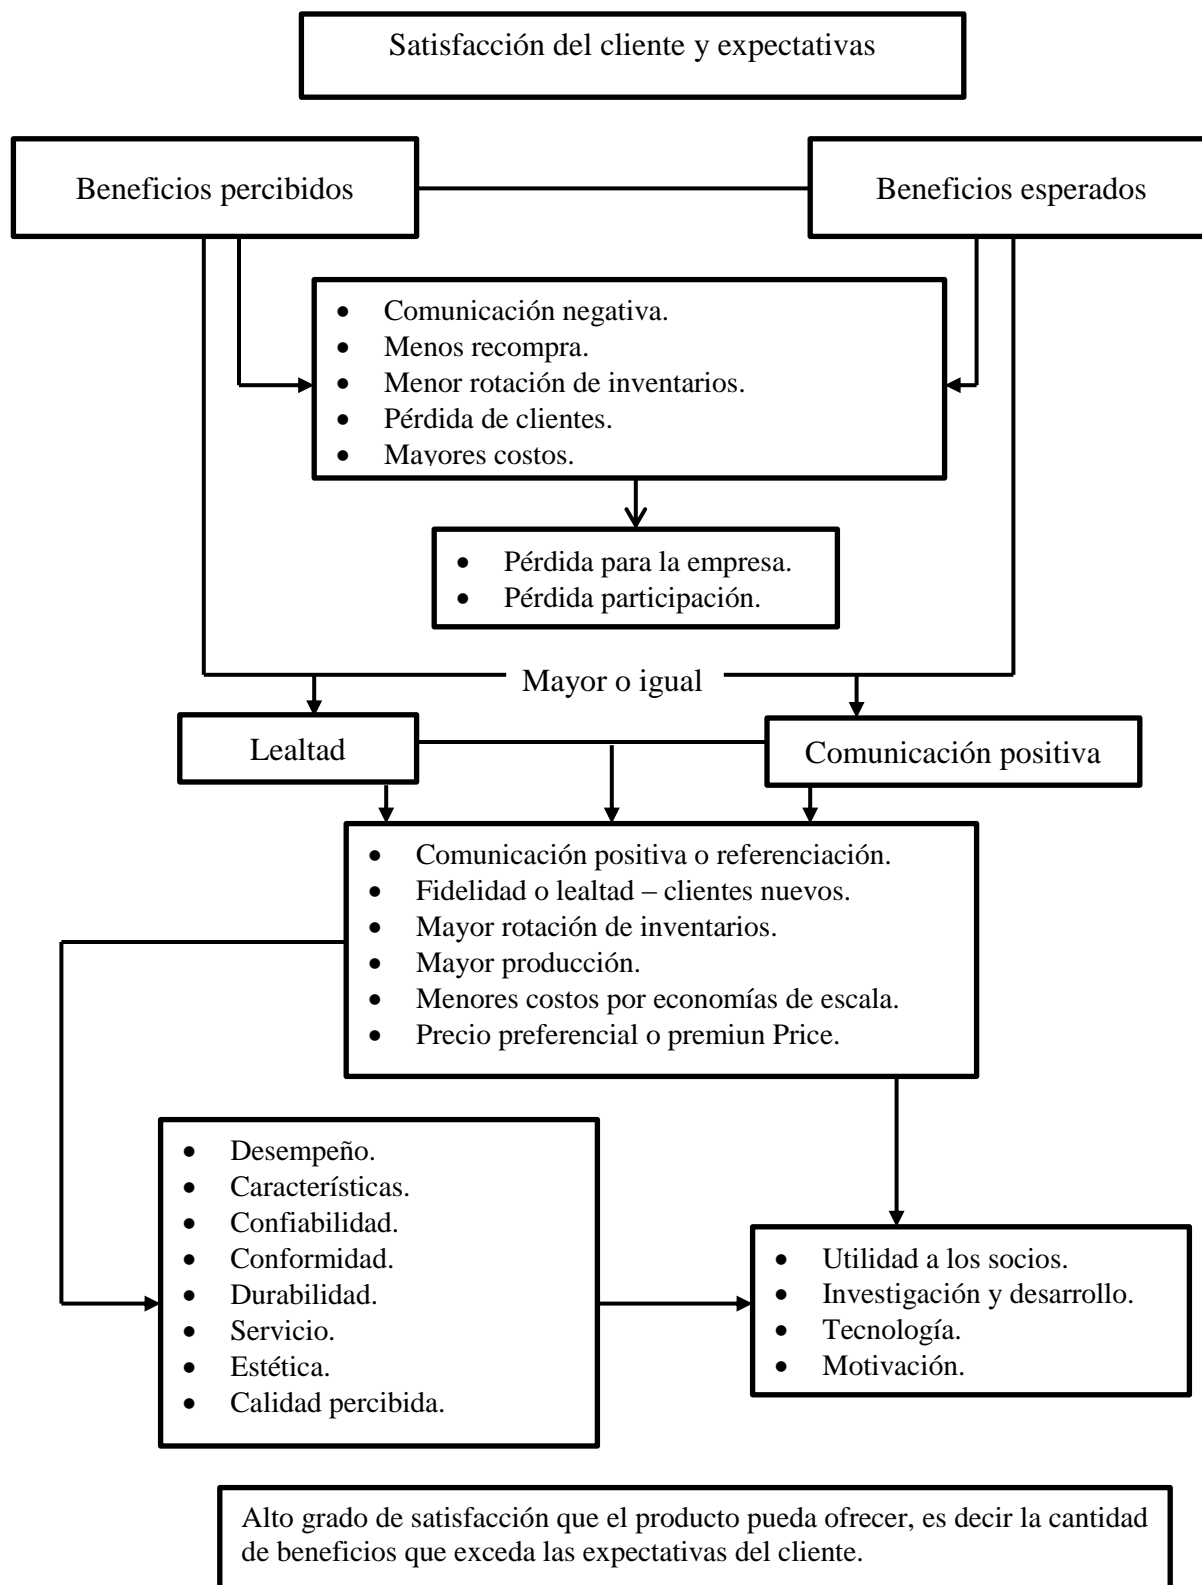 Satisfacción del cliente y expectativas
Beneficios percibidos
Beneficios esperados
• Comunicación negativa.
• Menos recompra.
• Menor rotación de inventarios.
• Pérdida de clientes.
• Mayores costos.
• Pérdida para la empresa.
• Pérdida participación.
Mayor o igual
Lealtad
Comunicación positiva
• Comunicación positiva o referenciación.
• Fidelidad o lealtad – clientes nuevos.
• Mayor rotación de inventarios.
• Mayor producción.
• Menores costos por economías de escala.
• Precio preferencial o premiun Price.
• Desempeño.
• Características.
• Confiabilidad.
• Conformidad.
• Durabilidad.
• Servicio.
• Estética.
• Calidad percibida.
• Utilidad a los socios.
• Investigación y desarrollo.
• Tecnología.
• Motivación.
Alto grado de satisfacción que el producto pueda ofrecer, es decir la cantidad
de beneficios que exceda las expectativas del cliente.